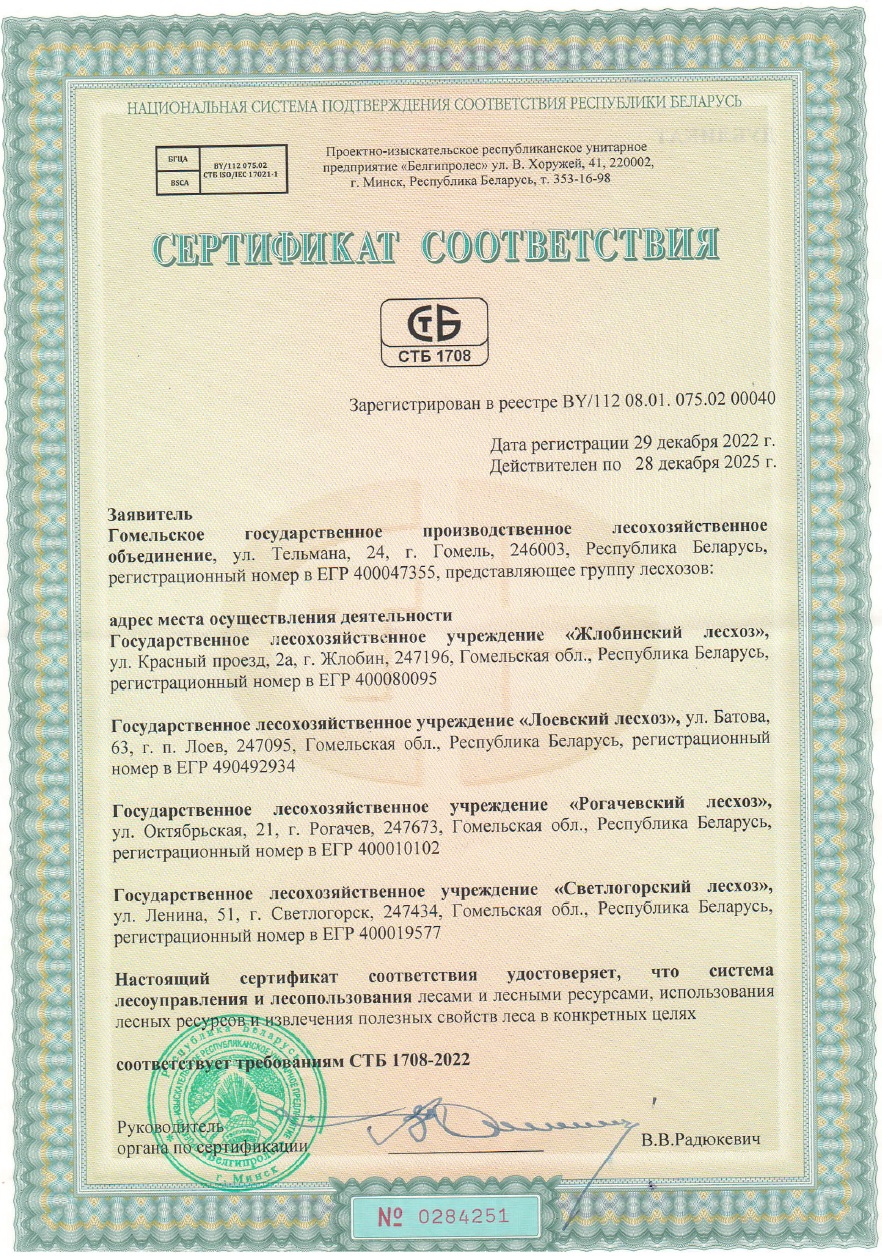 НАЦИОНАЛЬНАЯ СИСТЕМА ПОДТВЕРЖДЕНИЯ СООТВЕТСТВИЯ РЕСПУБЛИКИ БЕЛАРУСЬ
БГЦА
BSCA
BY/112 075.02
СТБ ISO/IEC 17021-1
Проектно-изыскательское республиканское унитарное
предприятие «Белгипролес» ул. В. Хоружей, 41, 220002,
г. Минск, Республика Беларусь, т. 353-16-98
СЕРТИФИКАТ СООТВЕТСТВИЯ
СТБ
СТБ 1708
Зарегистрирован в реестре BY/112 08.01. 075.02 00040
Дата регистрации 29 декабря 2022 г.
Действителен по 28 декабря 2025 г.
Заявитель
Гомельское государственное производственное лесохозяйственное
объединение, ул. Тельмана, 24, г. Гомель, 246003, Республика Беларусь,
регистрационный номер в ЕГР 400047355, представляющее группу лесхозов:
адрес места осуществления деятельности
Государственное лесохозяйственное учреждение «Жлобинский лесхоз»,
ул. Красный проезд, 2а, г. Жлобин, 247196, Гомельская обл., Республика Беларусь,
регистрационный номер в ЕГР 400080095
Государственное лесохозяйственное учреждение «Лоевский лесхоз», ул. Батова,
63, г. п. Лоев, 247095, Гомельская обл., Республика Беларусь, регистрационный
номер в ЕГР 490492934
Государственное лесохозяйственное учреждение «Рогачевский лесхоз»,
ул. Октябрьская, 21, г. Рогачев, 247673, Гомельская обл., Республика Беларусь,
регистрационный номер в ЕГР 400010102
Государственное лесохозяйственное учреждение «Светлогорский лесхоз»,
ул. Ленина, 51, г. Светлогорск, 247434, Гомельская обл., Республика Беларусь,
регистрационный номер в ЕГР 400019577
Настоящий сертификат соответствия удостоверяет, что система
лесоуправления и лесопользования лесами и лесными ресурсами, использования
лесных ресурсов и извлечения полезных свойств леса в конкретных целях
соответствует требованиям СТБ 1708-2022
Республика Беларусь
г. Минск
Руководитель
органа по сертификации
В.В.Радюкевич
№ 0284251